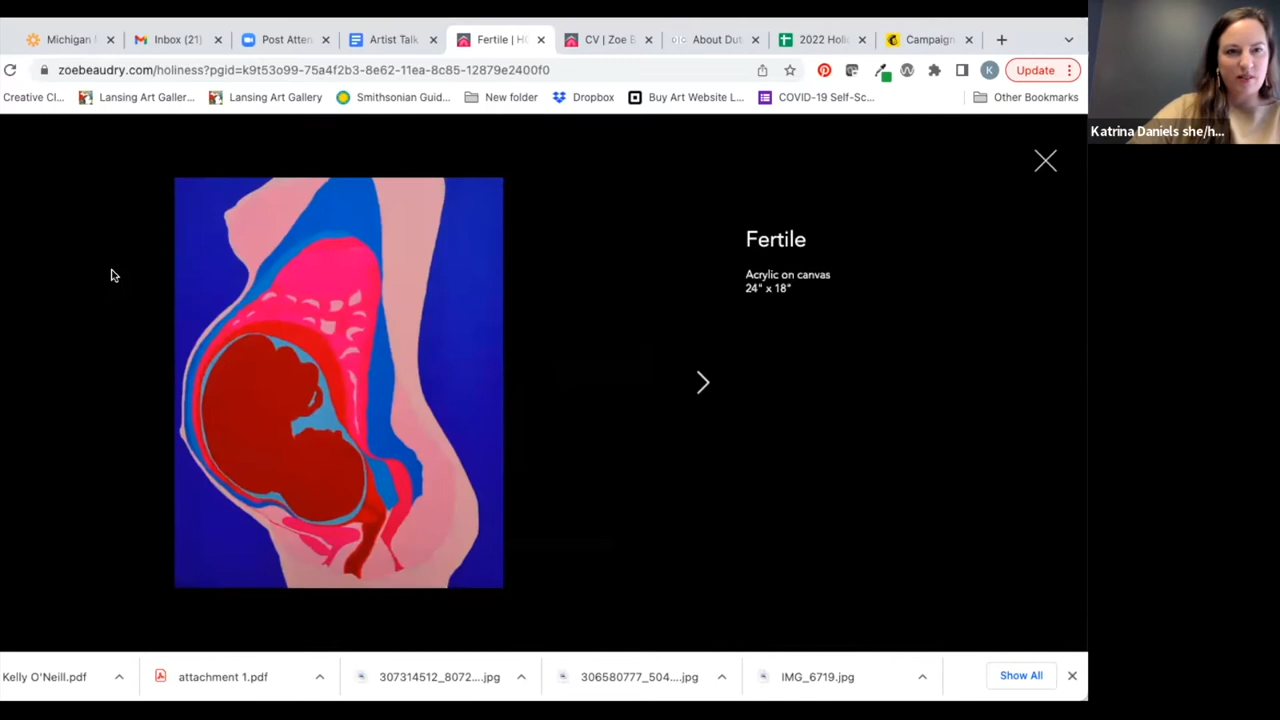 Michigan
Inbox (21)
Post Atten
Artist Talk
Fertile | HO
CV | Zoe B
About Dut
2022 Holi
Campaign
zoebeaudry.com/holiness?pgid=k9t53o99-75a4f2b3-8e62-11ea-8c85-12879e2400f0
K
Update
Creative Cl...
Lansing Art Galler...
Lansing Art Gallery
Smithsonian Guid...
New folder
Dropbox
Buy Art Website L...
COVID-19 Self-Sc...
Other Bookmarks
Katrina Daniels she/h...
Fertile
Acrylic on canvas
24" x 18"
Kelly O'Neill.pdf
attachment 1.pdf
307314512_8072....jpg
306580777_504....jpg
IMG_6719.jpg
Show All